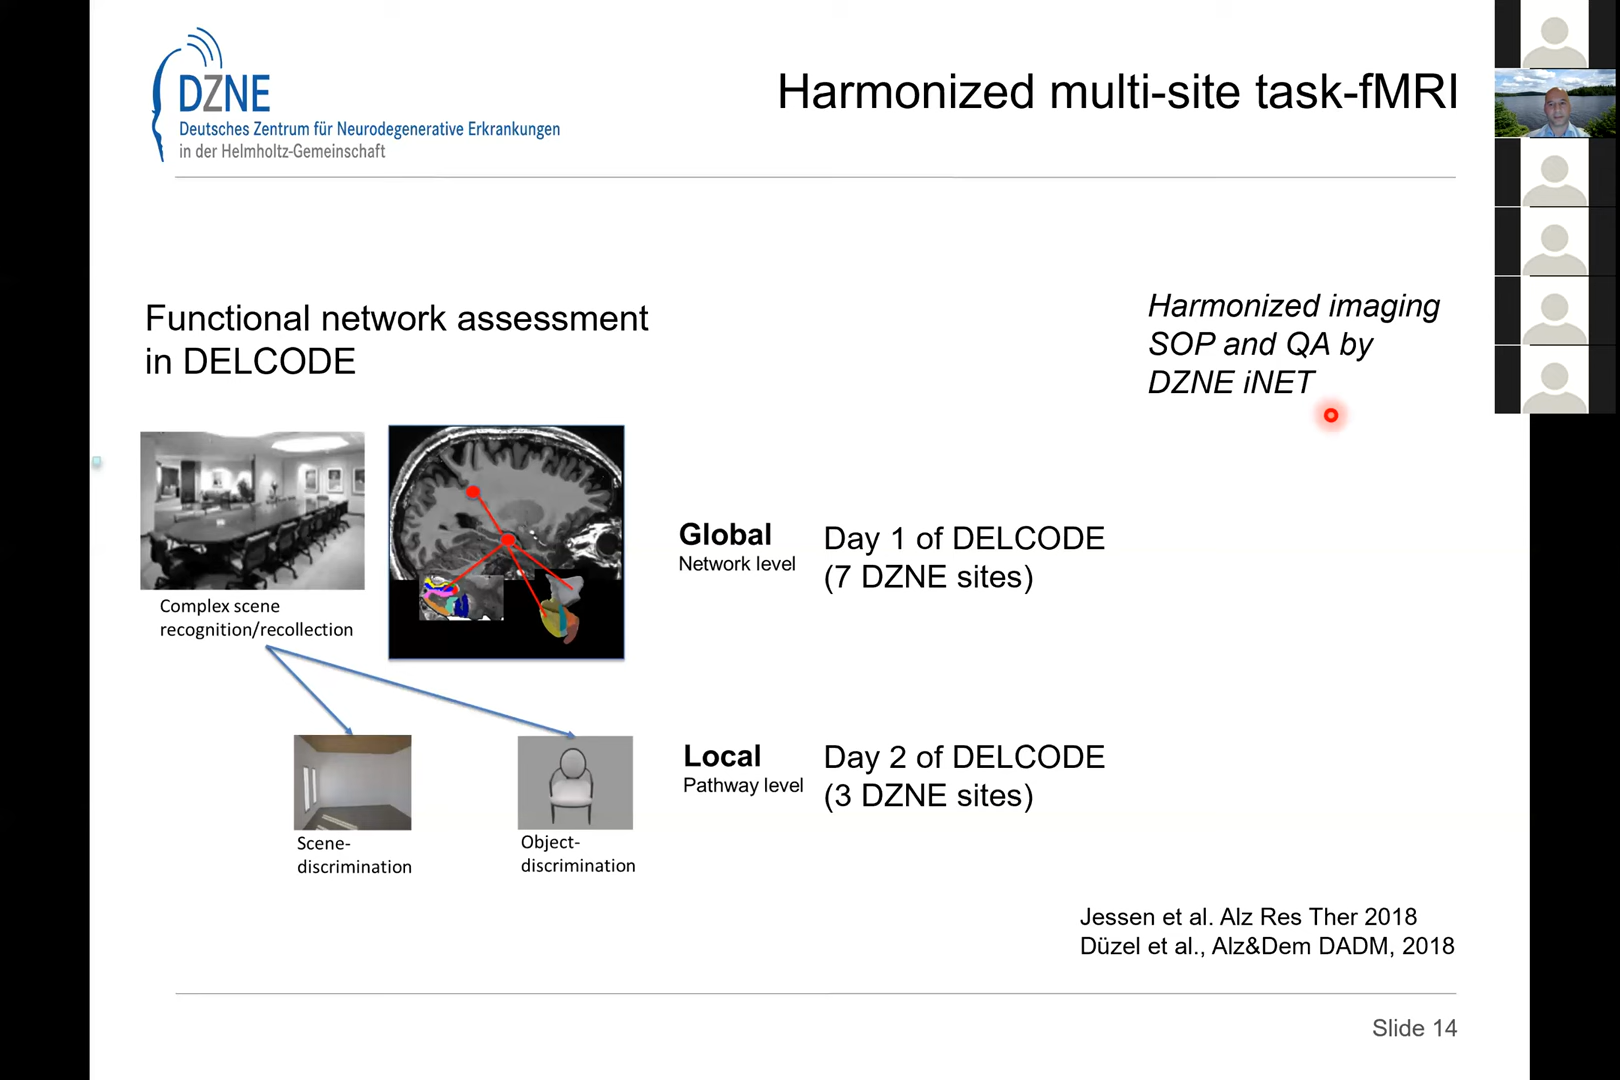 DZNE
Deutsches Zentrum für Neurodegenerative Erkrankungen
in der Helmholtz-Gemeinschaft
Harmonized multi-site task-fMRI
Functional network assessment
in DELCODE
Harmonized imaging
SOP and QA by
DZNE iNET
Complex scene
recognition/recollection
Global
Network level
Day 1 of DELCODE
(7 DZNE sites)
Scene-
discrimination
Object-
discrimination
Local
Pathway level
Day 2 of DELCODE
(3 DZNE sites)
Jessen et al. Alz Res Ther 2018
Düzel et al., Alz&Dem DADM, 2018
Slide 14